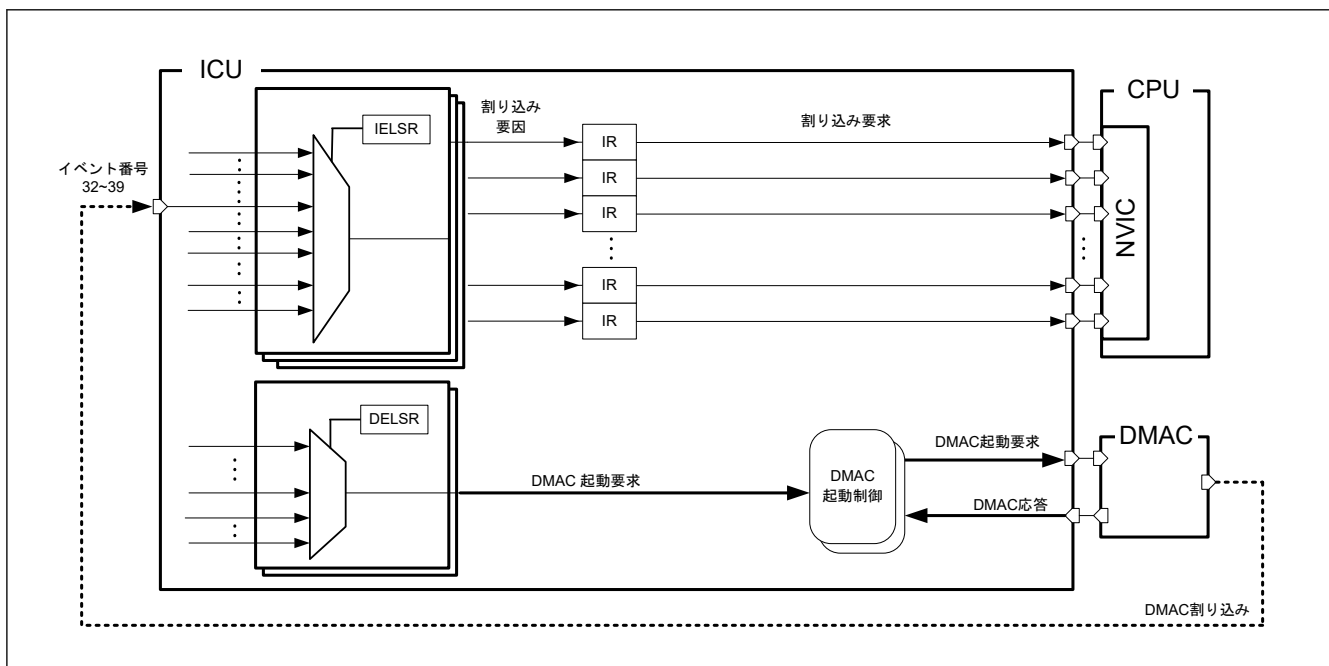 ICU
CPU
IELSR
割り込み
要因
IR
割り込み要求
イベント番号
32~39
IR
IR
NVIC
IR
IR
DELSR
DMAC 起動要求
DMAC
起動制御
DMAC起動要求
DMAC応答
DMAC
DMAC割り込み